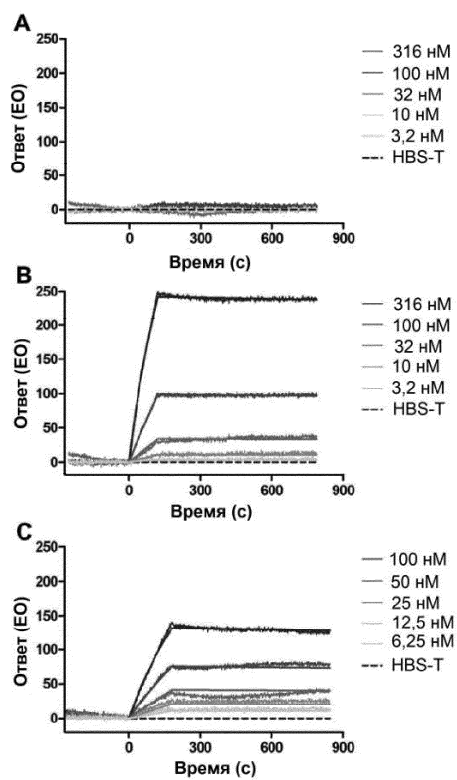 A
Ответ (ЕО)
250
200
150
100
50
0
0 300 600 900
Время (с)
316 нМ
100 нМ
32 нМ
10 нМ
3,2 нМ
HBS-T
B
Ответ (ЕО)
250
200
150
100
50
0
0 300 600 900
Время (с)
316 нМ
100 нМ
32 нМ
10 нМ
3,2 нМ
HBS-T
C
Ответ (ЕО)
250
200
150
100
50
0
0 300 600 900
Время (с)
100 нМ
50 нМ
25 нМ
12,5 нМ
6,25 нМ
HBS-T